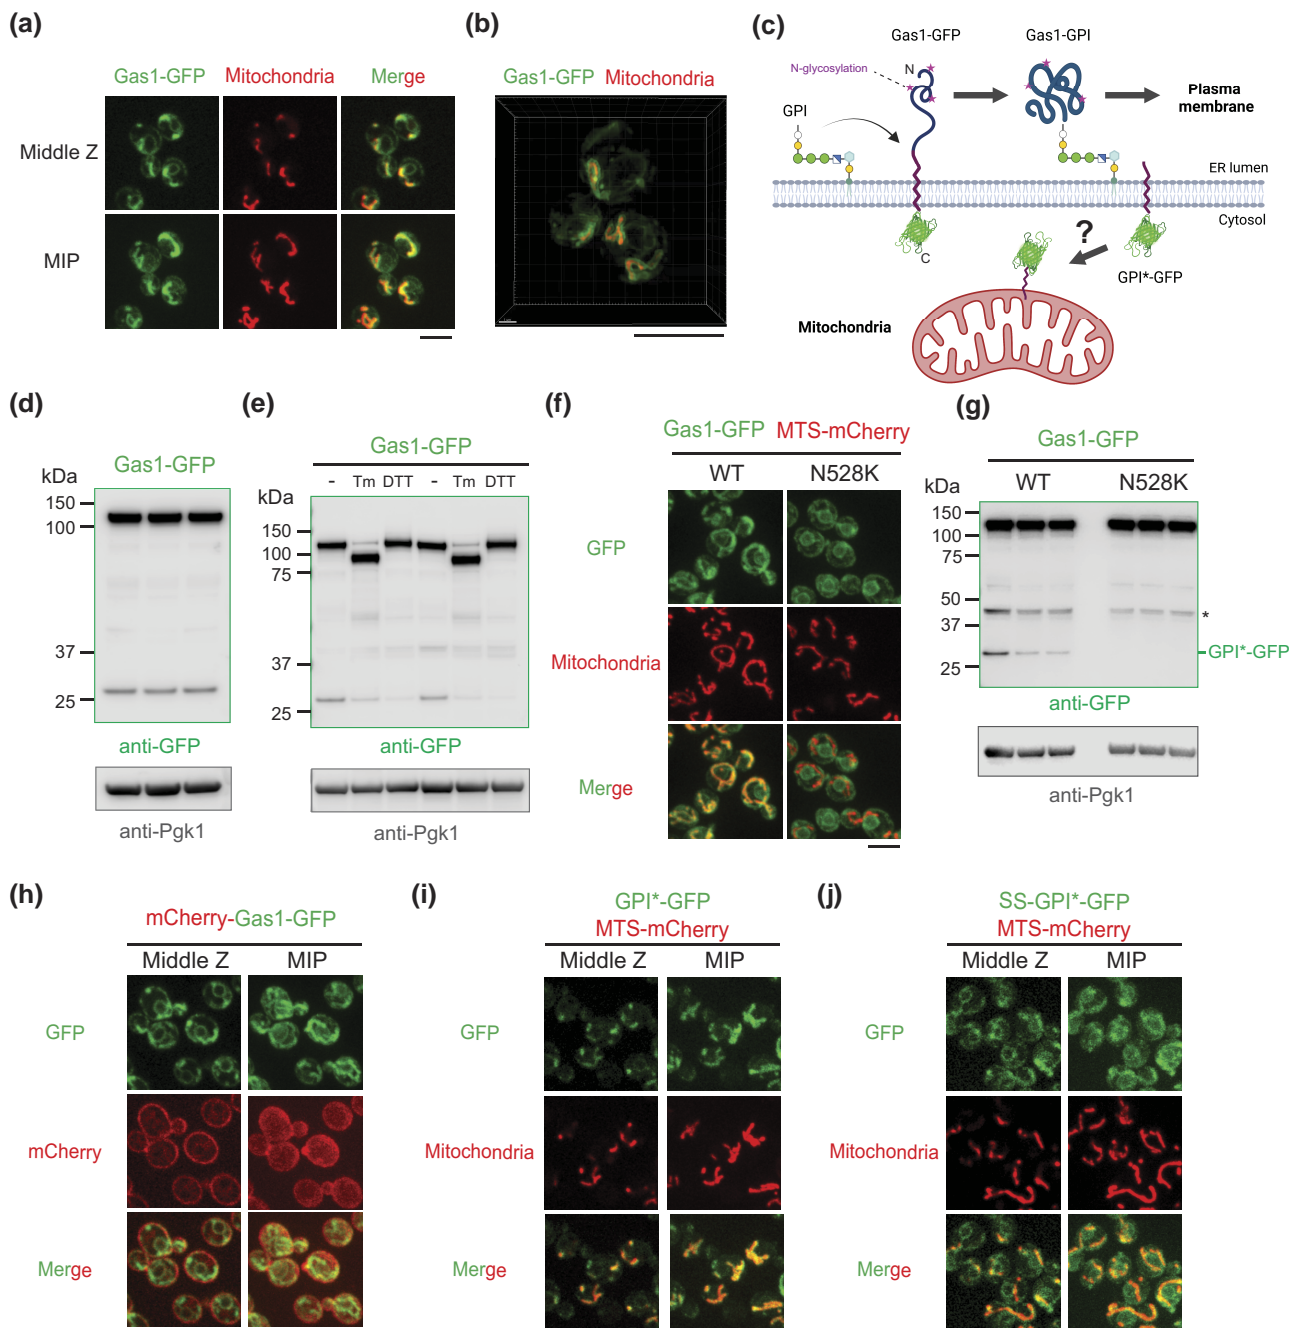 (a)
Gas1-GFP Mitochondria Merge
Middle Z
MIP
(b)
Gas1-GFP Mitochondria
(c)
Gas1-GFP
Gas1-GPI
N-glycosylation
N
GPI
Plasma
membrane
ER lumen
Cytosol
C
?
GPI*-GFP
Mitochondria
(d)
Gas1-GFP
kDa
150
100
37
25
anti-GFP
anti-Pgk1
(e)
Gas1-GFP
- Tm DTT - Tm DTT
kDa
150
100
75
37
25
anti-GFP
anti-Pgk1
(f)
Gas1-GFP MTS-mCherry
WT N528K
GFP
Mitochondria
Merge
(g)
Gas1-GFP
WT N528K
kDa
150
100
75
50
37
25
*
GPI*-GFP
anti-GFP
anti-Pgk1
(h)
mCherry-Gas1-GFP
Middle Z MIP
GFP
mCherry
Merge
(i)
GPI*-GFP
MTS-mCherry
Middle Z MIP
GFP
Mitochondria
Merge
(j)
SS-GPI*-GFP
MTS-mCherry
Middle Z MIP
GFP
Mitochondria
Merge